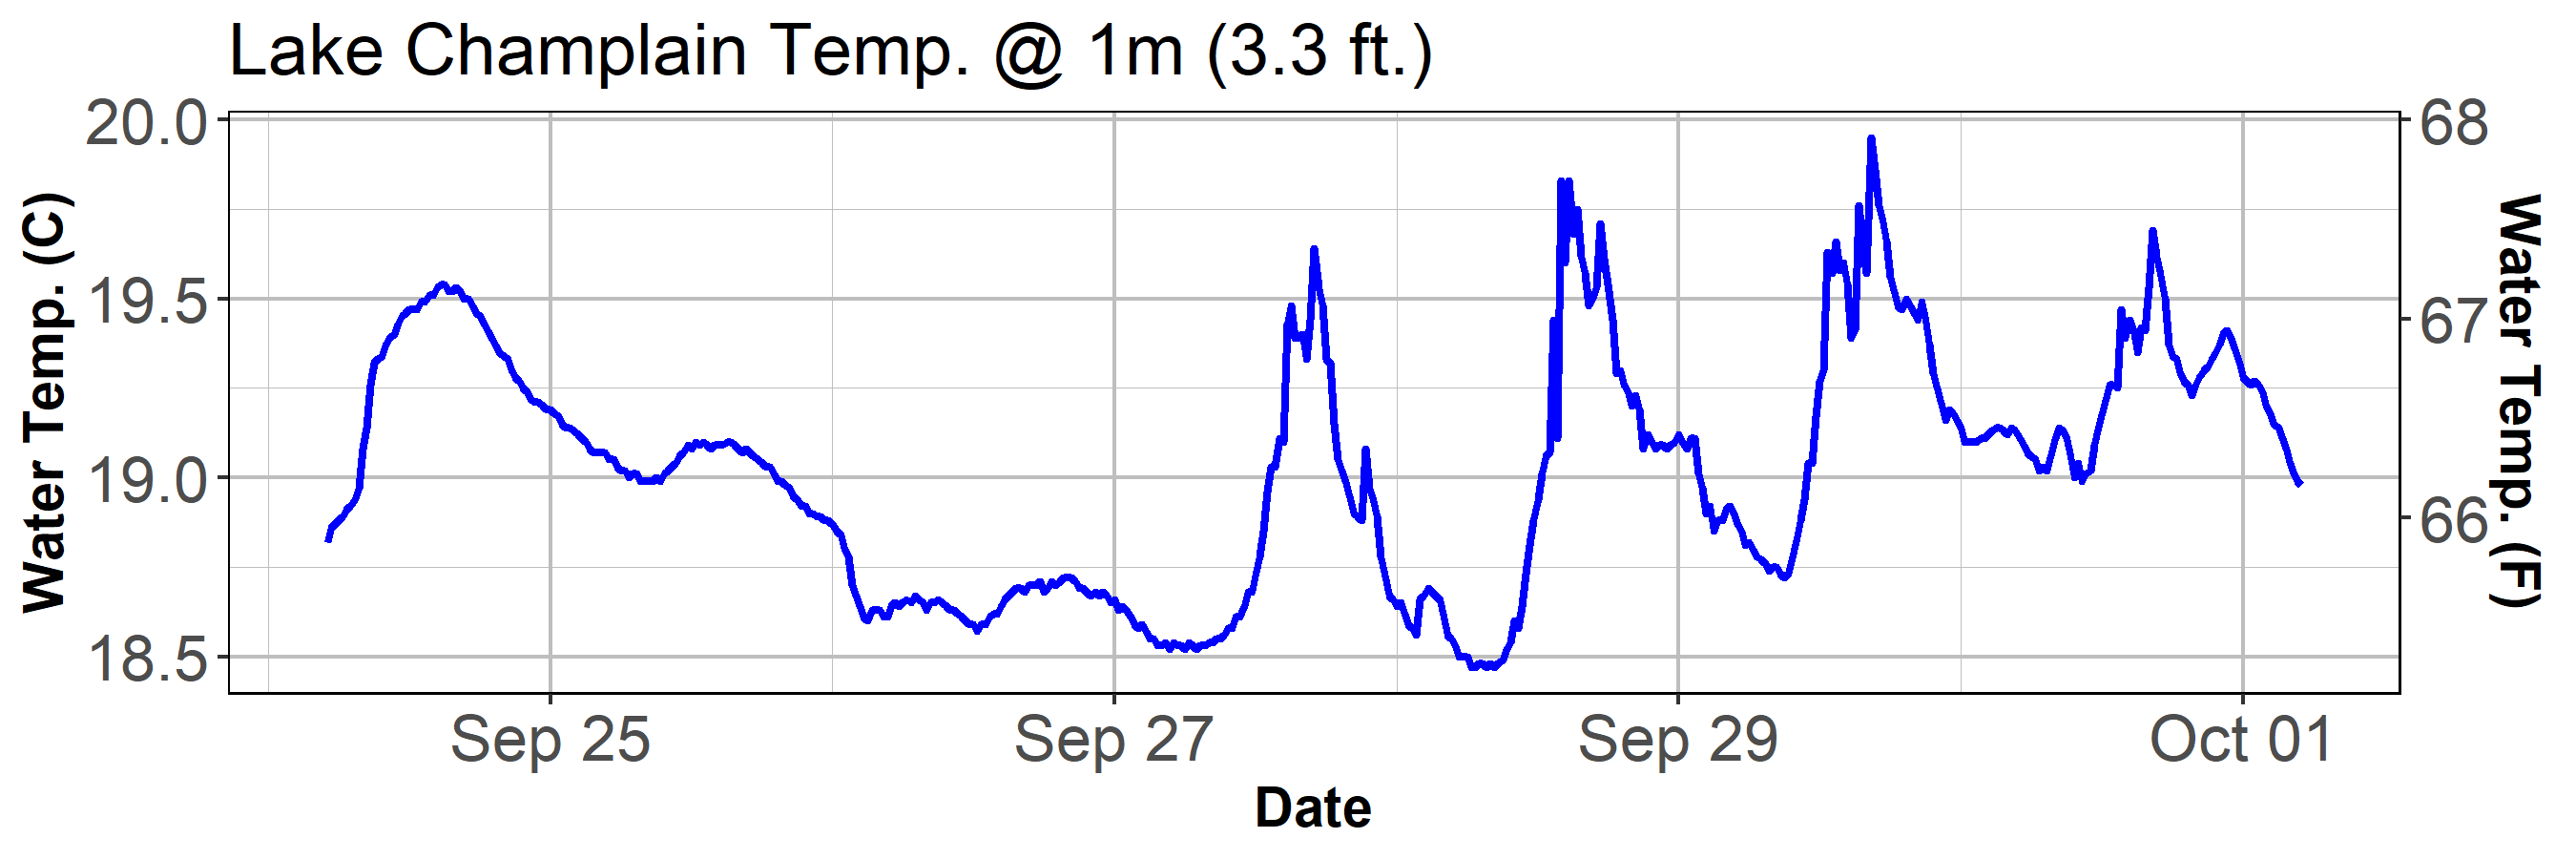 Lake Champlain Temp. @ 1m (3.3 ft.)
20.0
19.5
19.0
18.5
Water Temp. (C)
68
67
66
Water Temp. (F)
Sep 25
Sep 27
Sep 29
Oct 01
Date